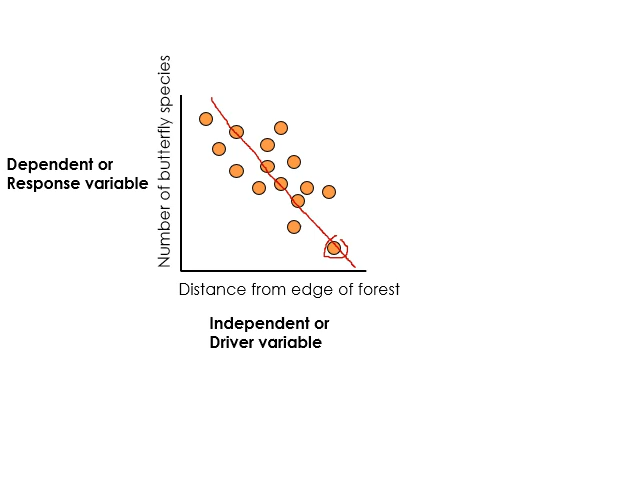 Number of butterfly species
Dependent or
Response variable
Distance from edge of forest
Independent or
Driver variable